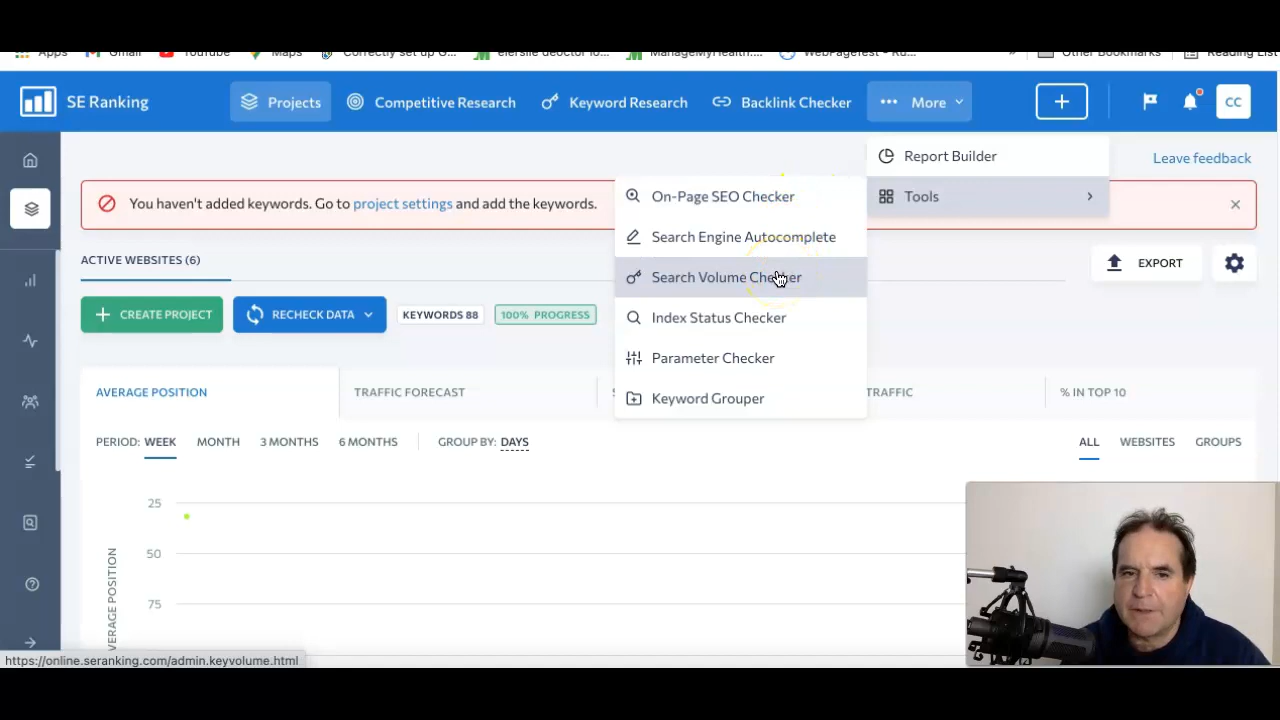 Apps Gmail YouTube Maps Correctly set up G... ManageMyHealth.... WebPageTest - Ru... » Other Bookmarks Reading List
SE Ranking Projects Competitive Research Keyword Research Backlink Checker More + CC
Report Builder
Leave feedback
Tools
On-Page SEO Checker
Search Engine Autocomplete
Search Volume Checker
Index Status Checker
Parameter Checker
Keyword Grouper
You haven't added keywords. Go to project settings and add the keywords.
ACTIVE WEBSITES (6)
EXPORT
CREATE PROJECT RECHECK DATA KEYWORDS 88 100% PROGRESS
AVERAGE POSITION TRAFFIC FORECAST TRAFFIC % IN TOP 10
PERIOD: WEEK MONTH 3 MONTHS 6 MONTHS GROUP BY: DAYS ALL WEBSITES GROUPS
25
50
75
AVERAGE POSITION
https://online.seranking.com/admin.keyvolume.html